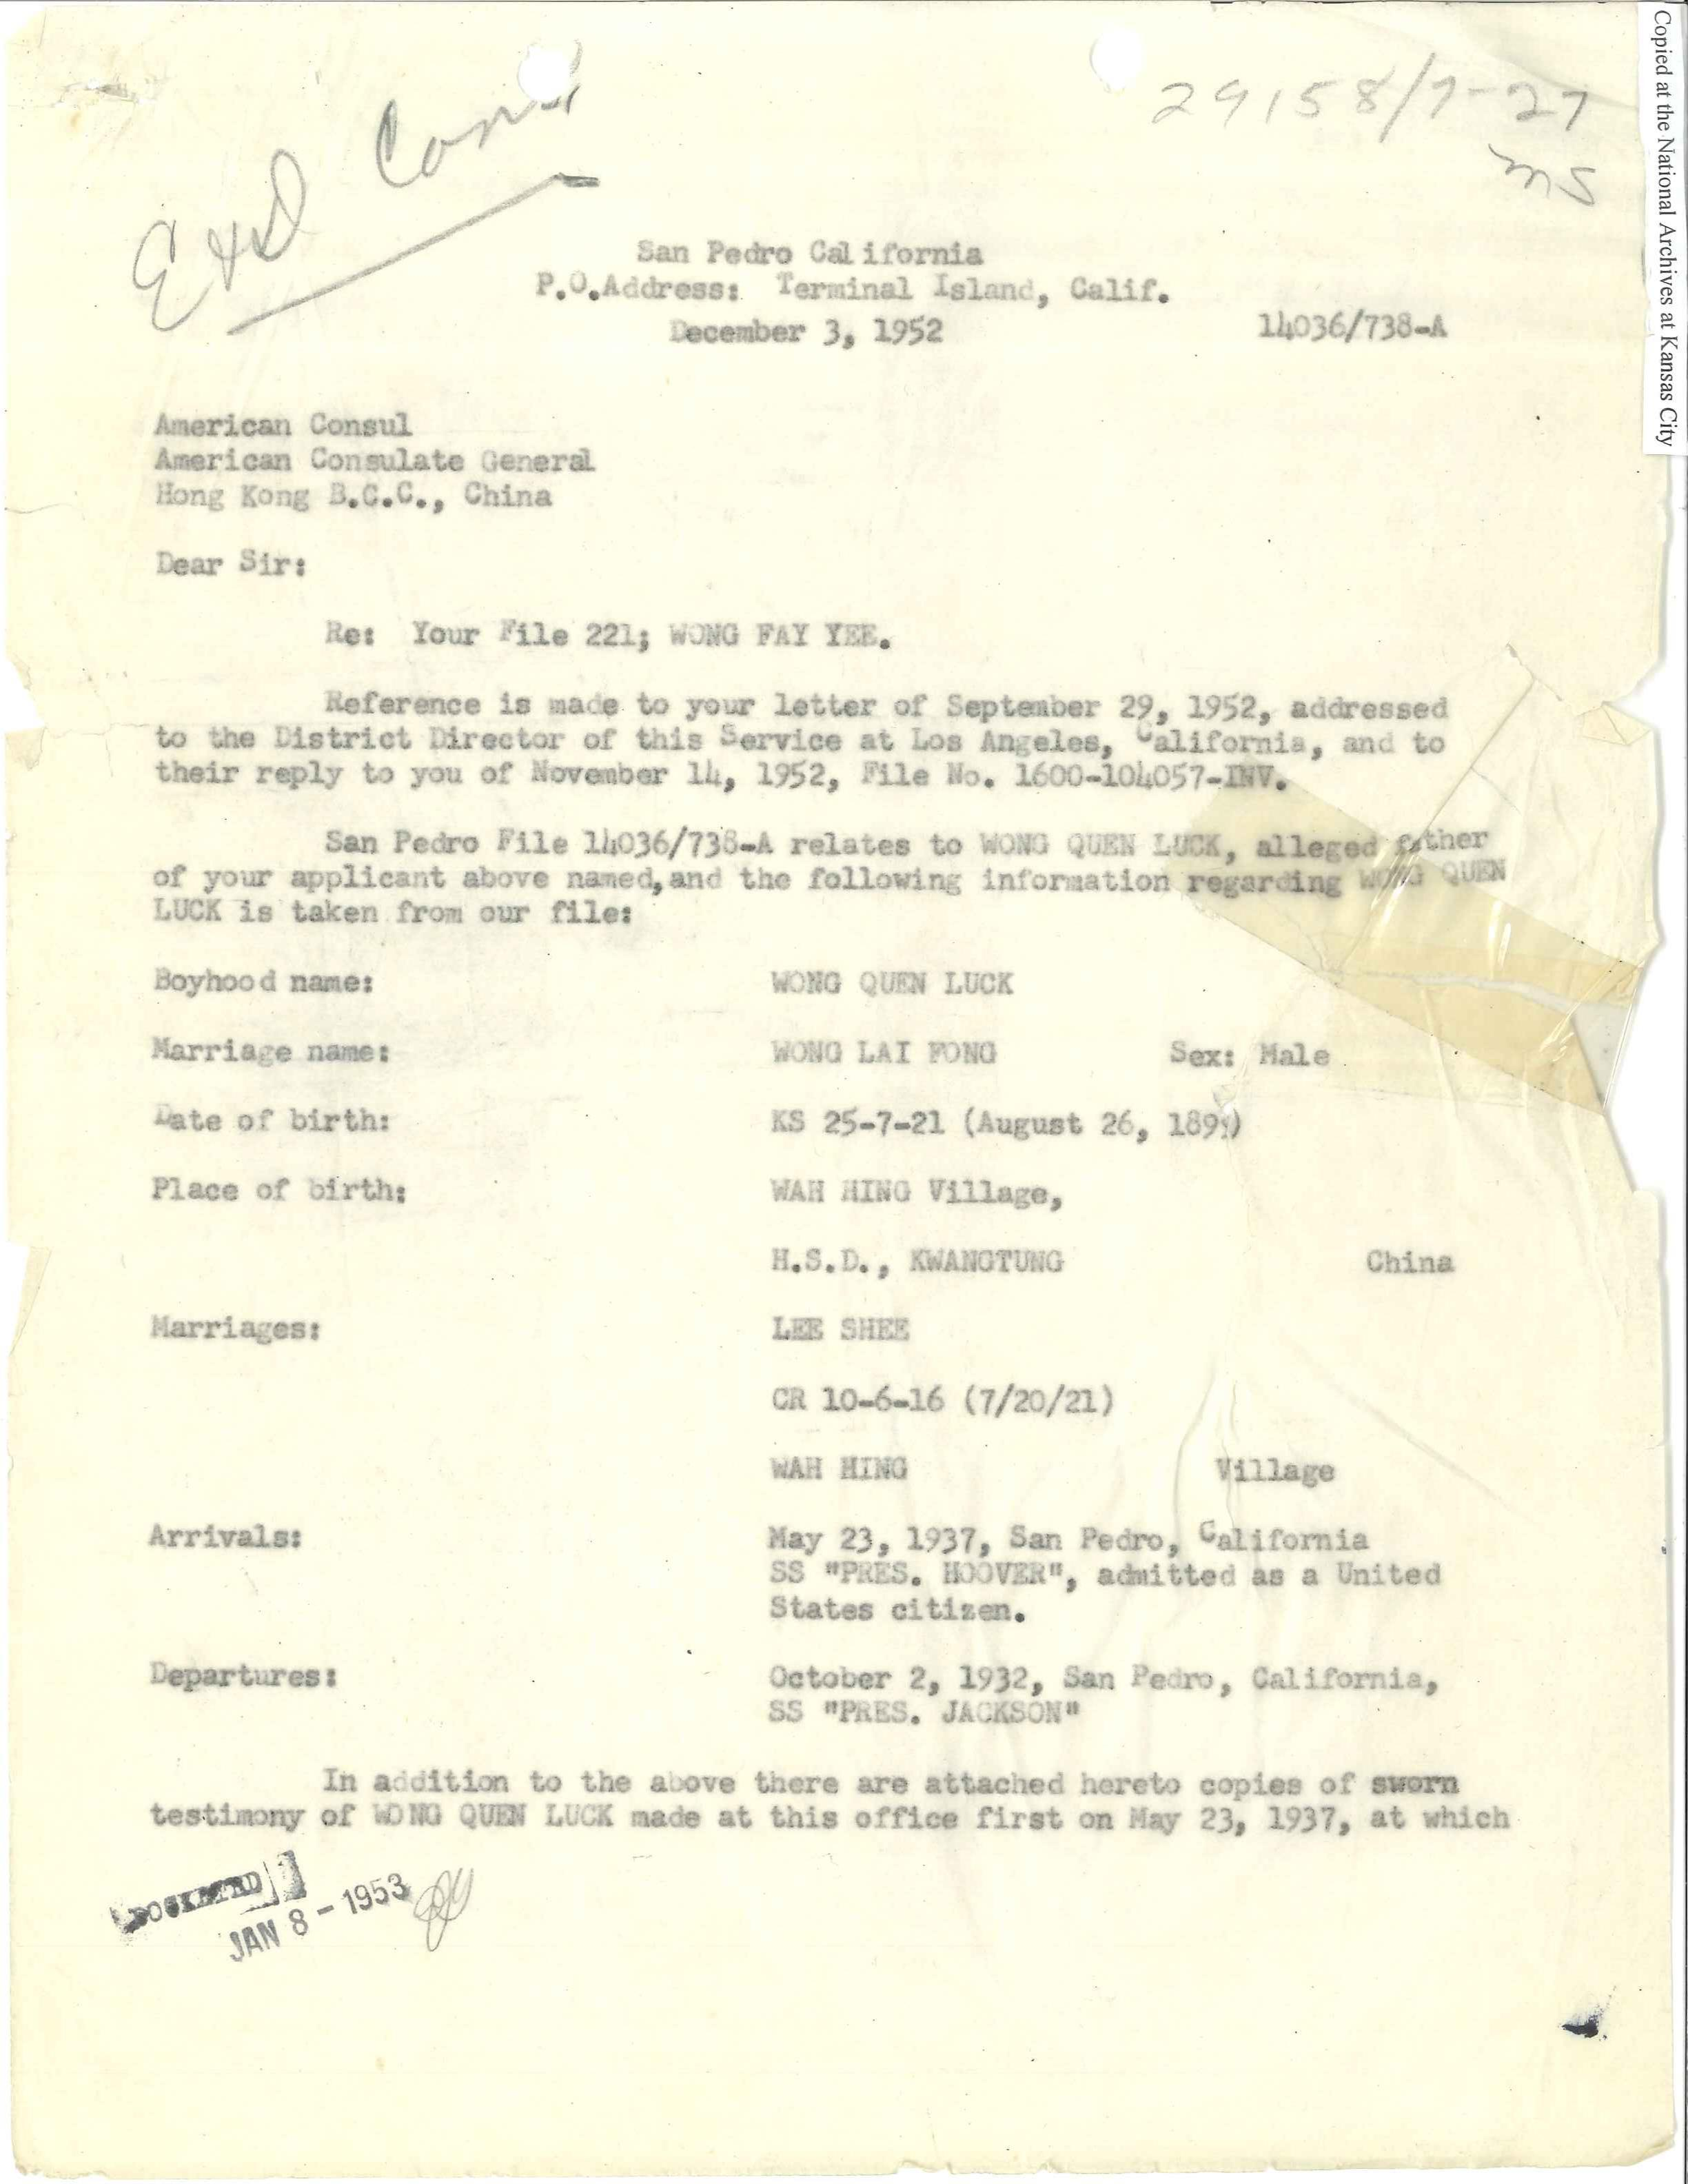 Copied at the National Archives at Kansas City
29158/7-27
ms
Exd
San Pedro California
P.O.Address: Terminal Island, Calif.
December 3, 1952
14036/738-A
American Consul
American Consulate General
Hong Kong B.C.C., China
Dear Sir:
Re: Your File 221; WONG FAY YEE.
Reference is made to your letter of September 29, 1952, addressed
to the District Director of this Service at Los Angeles, California, and to
their reply to you of November 14, 1952, File No. 1600-104057-INV.
San Pedro File 14036/738-A relates to WONG QUEN LUCK, alleged father
of your applicant above named, and the following information regarding WONG QUEN
LUCK is taken from our file:
Boyhood name: WONG QUEN LUCK
Marriage name: WONG LAI FONG Sex: Male
Date of birth: KS 25-7-21 (August 26, 1899)
Place of birth: WAH HING Village,
H.S.D., KWANGTUNG China
Marriages: LEE SHEE
CR 10-6-16 (7/20/21)
WAH HING Village
Arrivals: May 23, 1937, San Pedro, California
SS "PRES. HOOVER", admitted as a United
States citizen.
Departures: October 2, 1932, San Pedro, California,
SS "PRES. JACKSON"
In addition to the above there are attached hereto copies of sworn
testimony of WONG QUEN LUCK made at this office first on May 23, 1937, at which
DOCKETED
JAN 8 - 1953